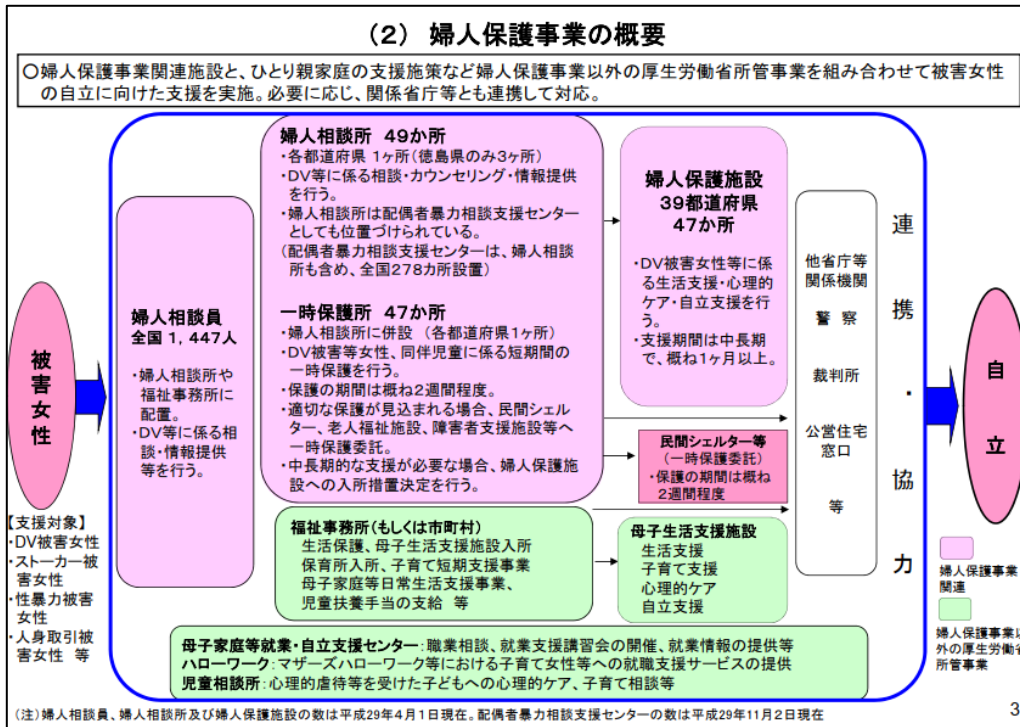 (2) 婦人保護事業の概要
○婦人保護事業関連施設と、ひとり親家庭の支援施策など婦人保護事業以外の厚生労働省所管事業を組み合わせて被害女性
の自立に向けた支援を実施。必要に応じ、関係省庁等とも連携して対応。
被害女性
【支援対象】
・DV被害女性
・ストーカー被
害女性
・性暴力被害
女性
・人身取引被
害女性 等
婦人相談員
全国 1,447人
・婦人相談所や
福祉事務所に
配置。
・DV等に係る相
談・情報提供
等を行う。
婦人相談所 49か所
・各都道府県 1ヶ所(徳島県のみ3ヶ所)
・DV等に係る相談・カウンセリング・情報提供
を行う。
・婦人相談所は配偶者暴力相談支援センター
としても位置づけられている。
(配偶者暴力相談支援センターは、婦人相談
所も含め、全国278カ所設置)
一時保護所 47か所
・婦人相談所に併設 (各都道府県1ヶ所)
・DV被害等女性、同伴児童に係る短期間の
一時保護を行う。
・保護の期間は概ね2週間程度。
・適切な保護が見込まれる場合、民間シェル
ター、老人福祉施設、障害者支援施設等へ
一時保護委託。
・中長期的な支援が必要な場合、婦人保護施
設への入所措置決定を行う。
婦人保護施設
39都道府県
47か所
・DV被害女性等に係
る生活支援・心理的
ケア・自立支援を行
う。
・支援期間は中長期
で、概ね1ヶ月以上。
民間シェルター等
(一時保護委託)
・保護の期間は概ね
2週間程度
福祉事務所(もしくは市町村)
生活保護、母子生活支援施設入所
保育所入所、子育て短期支援事業
母子家庭等日常生活支援事業、
児童扶養手当の支給 等
母子生活支援施設
生活支援
子育て支援
心理的ケア
自立支援
母子家庭等就業・自立支援センター:職業相談、就業支援講習会の開催、就業情報の提供等
ハローワーク:マザーズハローワーク等における子育て女性等への就職支援サービスの提供
児童相談所:心理的虐待等を受けた子どもへの心理的ケア、子育て相談等
他省庁等
関係機関
警 察
裁判所
公営住宅
窓口
等
連携・協力
自立
婦人保護事業
関連
婦人保護事業以
外の厚生労働省
所管事業
(注)婦人相談員、婦人相談所及び婦人保護施設の数は平成29年4月1日現在。配偶者暴力相談支援センターの数は平成29年11月2日現在
3